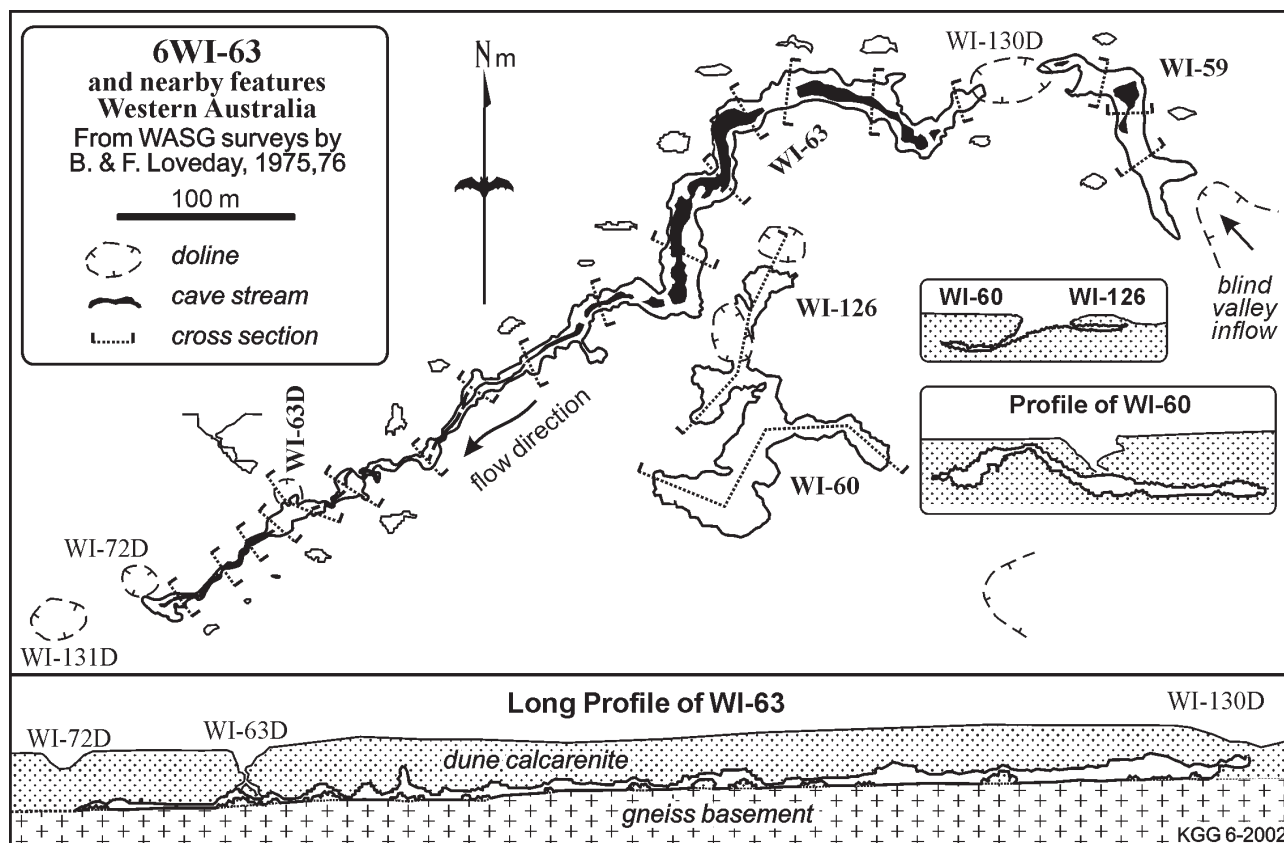 6WI-63
and nearby features
Western Australia
From WASG surveys by
B. & F. Loveday, 1975,76
100 m
doline
cave stream
cross section
N m
WI-130D
WI-59
WI-63
WI-126
WI-60
blind
valley
inflow
flow direction
WI-63D
WI-72D
WI-131D
WI-60 WI-126
Profile of WI-60
Long Profile of WI-63
WI-72D
WI-63D
WI-130D
dune calcarenite
gneiss basement
KGG 6-2002